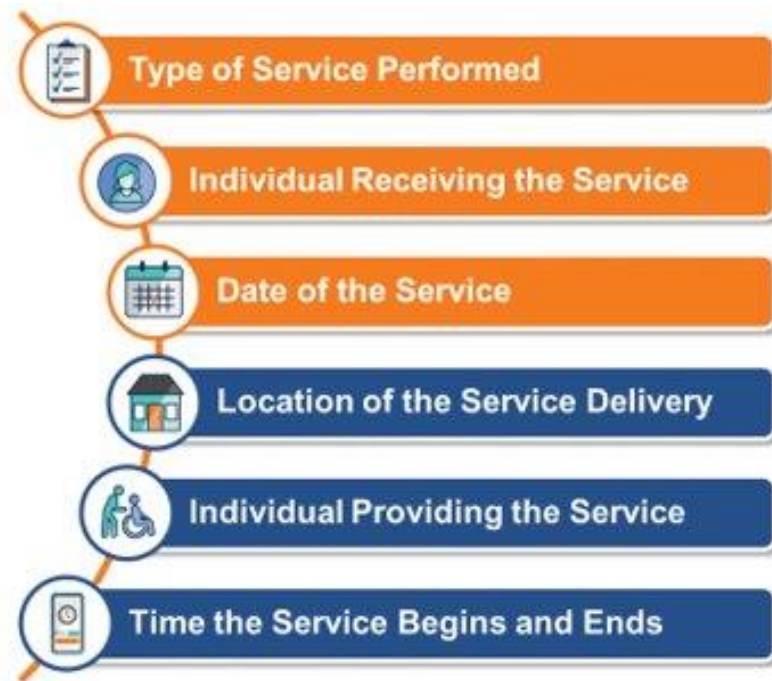 Type of Service Performed
Individual Receiving the Service
Date of the Service
Location of the Service Delivery
Individual Providing the Service
Time the Service Begins and Ends